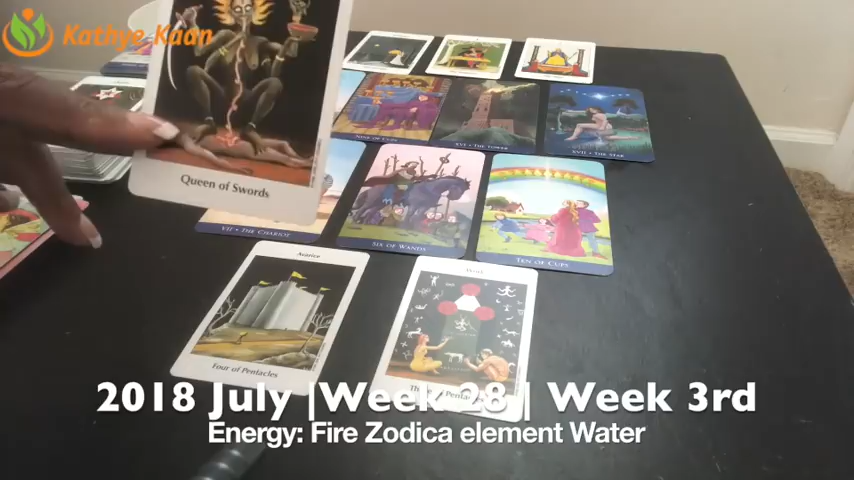 Kathye Kaan
Queen of Swords
XVI • THE TOWER
XVII • THE STAR
VII • THE CHARIOT
SIX OF WANDS
TEN OF CUPS
Four of Pentacles
2018 July |Week 28 | Week 3rd
Energy: Fire Zodica element Water